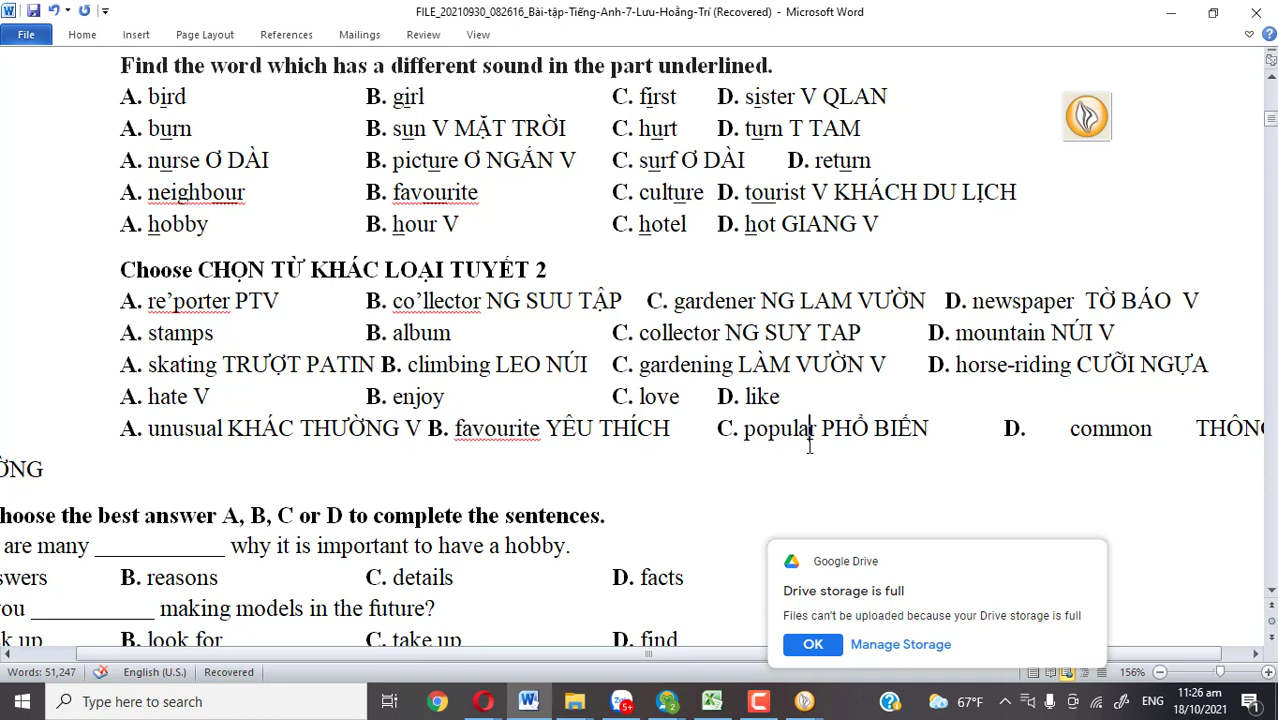 FILE_20210930_082616_Bài-tập-Tiếng-Anh-7-Lưu-Hoằng-Trí (Recovered) - Microsoft Word
File Home Insert Page Layout References Mailings Review View
Find the word which has a different sound in the part underlined.
A. bird B. girl C. first D. sister V QLAN
A. burn B. sun V MẶT TRỜI C. hurt D. turn T TAM
A. nurse Ơ DÀI B. picture Ơ NGẮN V C. surf Ơ DÀI D. return
A. neighbour B. favourite C. culture D. tourist V KHÁCH DU LỊCH
A. hobby B. hour V C. hotel D. hot GIANG V
Choose CHỌN TỪ KHÁC LOẠI TUYẾT 2
A. re’porter PTV B. co’llector NG SUU TẬP C. gardener NG LAM VƯỜN D. newspaper TỜ BÁO V
A. stamps B. album C. collector NG SUY TAP D. mountain NÚI V
A. skating TRƯỢT PATIN B. climbing LEO NÚI C. gardening LÀM VƯỜN V D. horse-riding CƯỠI NGỰA
A. hate V B. enjoy C. love D. like
A. unusual KHÁC THƯỜNG V B. favourite YÊU THÍCH C. popular PHỔ BIẾN D. common THÔNG
ỜNG
hoose the best answer A, B, C or D to complete the sentences.
are many ____________ why it is important to have a hobby.
swers B. reasons C. details D. facts
you ____________ making models in the future?
k up B. look for C. take up D. find
Google Drive
Drive storage is full
Files can’t be uploaded because your Drive storage is full
OK Manage Storage
Words: 51,247 English (U.S.) Recovered 156%
Type here to search 5+ 2 67°F ENG 11:26 am
18/10/2021 1